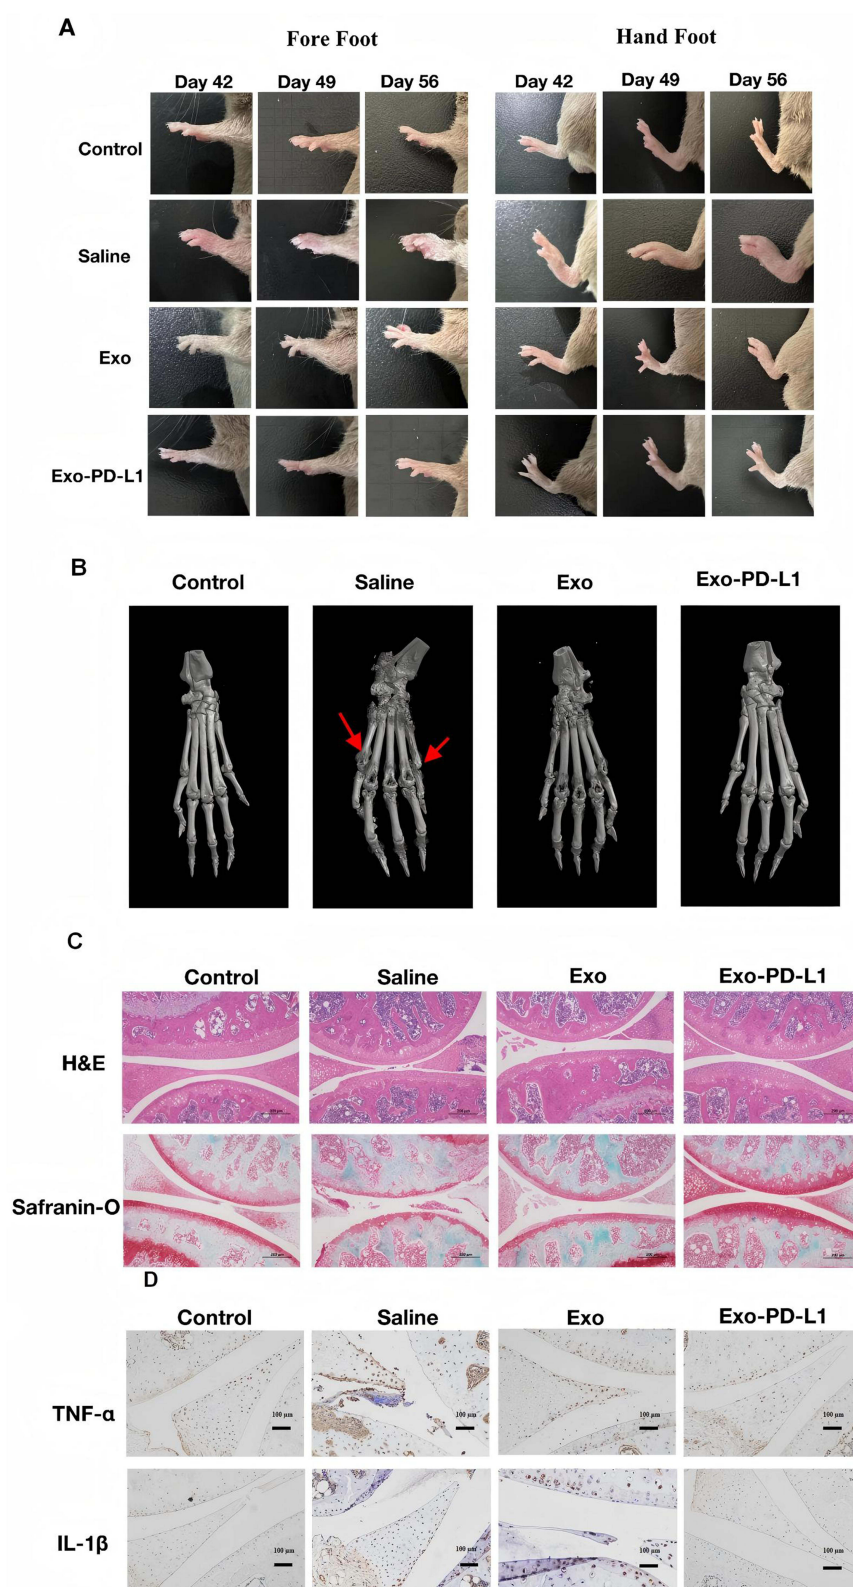 A
Fore Foot Hand Foot
Day 42 Day 49 Day 56 Day 42 Day 49 Day 56
Control
Saline
Exo
Exo-PD-L1
B
Control Saline Exo Exo-PD-L1
C
Control Saline Exo Exo-PD-L1
H&E
Safranin-O
D
Control Saline Exo Exo-PD-L1
TNF-α
100 μm 100 μm 100 μm 100 μm
IL-1β
100 μm 100 μm 100 μm 100 μm